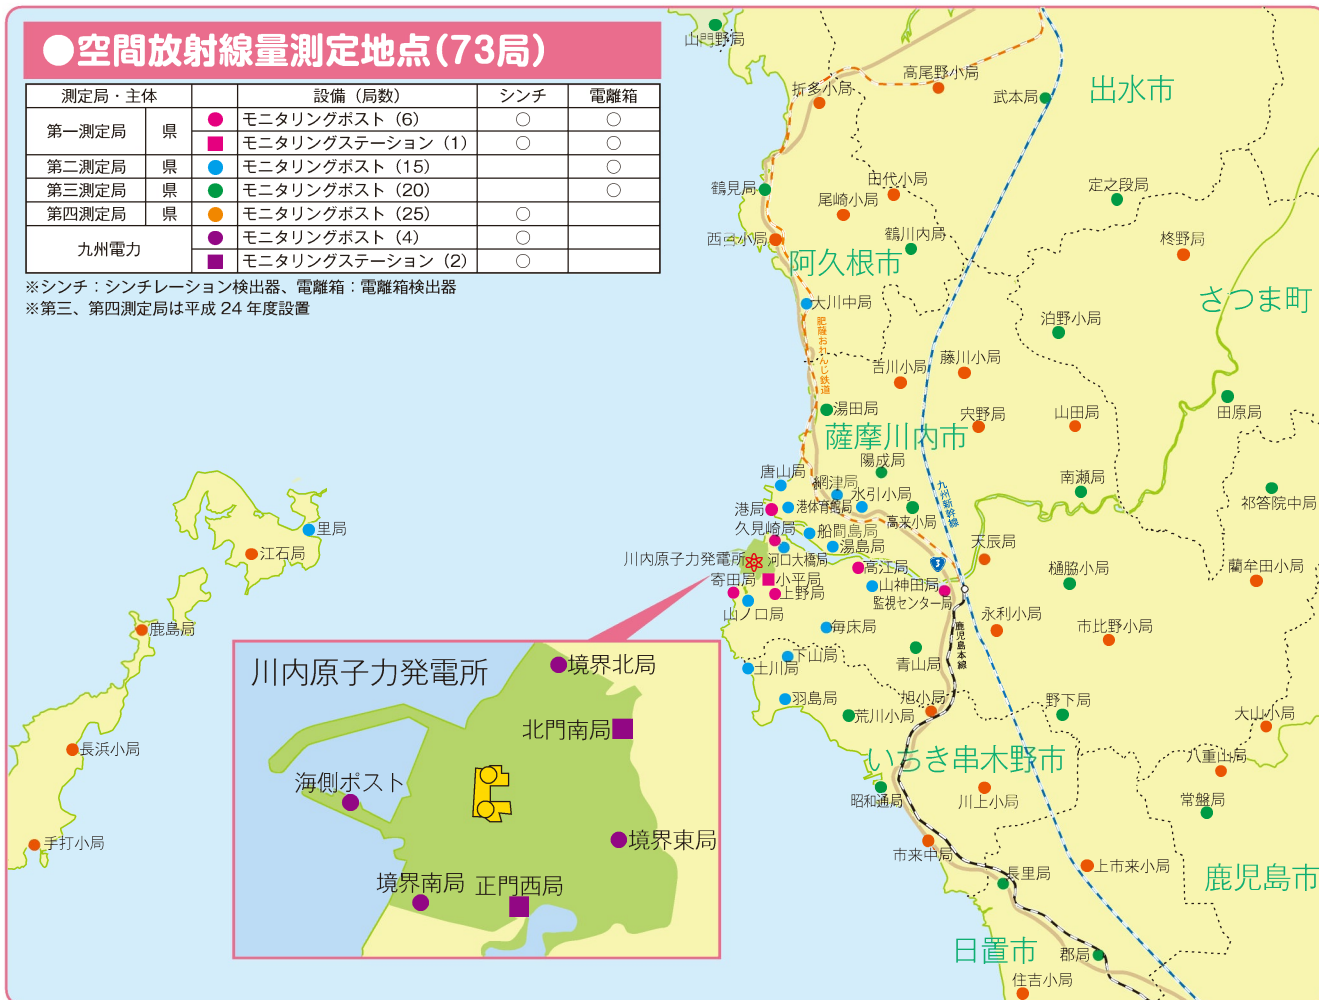 ●空間放射線量測定地点(73局)
測定局・主体 設備(局数) シンチ 電離箱
第一測定局 県 モニタリングポスト(6) ○ ○
モニタリングステーション(1) ○ ○
第二測定局 県 モニタリングポスト(15) ○
第三測定局 県 モニタリングポスト(20) ○
第四測定局 県 モニタリングポスト(25) ○
九州電力 モニタリングポスト(4) ○
モニタリングステーション(2) ○
※シンチ:シンチレーション検出器、電離箱:電離箱検出器
※第三、第四測定局は平成24年度設置
山門野局
折多小局
高尾野小局
武本局
出水市
鶴見局
田代小局
尾崎小局
定之段局
西目小局
鶴川内局
柊野局
阿久根市
さつま町
大川中局
泊野小局
肥薩おれんじ鉄道
吉川小局
藤川小局
湯田局
宍野局
山田局
田原局
薩摩川内市
陽成局
唐山局
網津局
水引小局
南瀬局
祁答院中局
港局
港体育館局
高来小局
九州新幹線
久見崎局
船間島局
里局
江石局
川内原子力発電所
河口大橋局
湯島局
3
天辰局
寄田局
小平局
高江局
樋脇小局
藺牟田小局
上野局
山神田局
監視センター局
山ノ口局
永利小局
市比野小局
鹿島局
毎床局
鹿児島本線
下山局
土川局
青山局
羽島局
荒川小局
旭小局
野下局
大山小局
長浜小局
いちき串木野市
八重山局
昭和通局
川上小局
常盤局
手打小局
市来中局
長里局
上市来小局
鹿児島市
日置市
郡局
住吉小局
川内原子力発電所
境界北局
北門南局
海側ポスト
境界東局
境界南局
正門西局